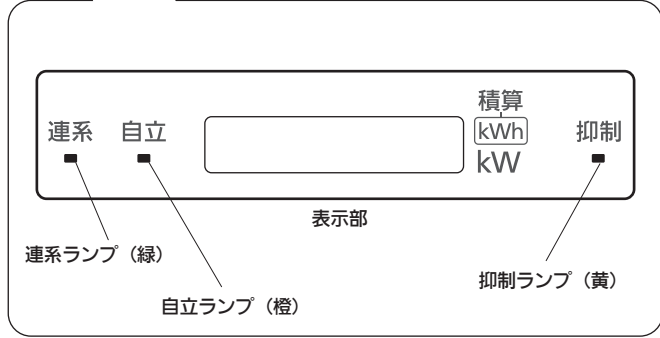 積算
連系 自立 kWh 抑制
kW
表示部
連系ランプ（緑）
抑制ランプ（黄）
自立ランプ（橙）